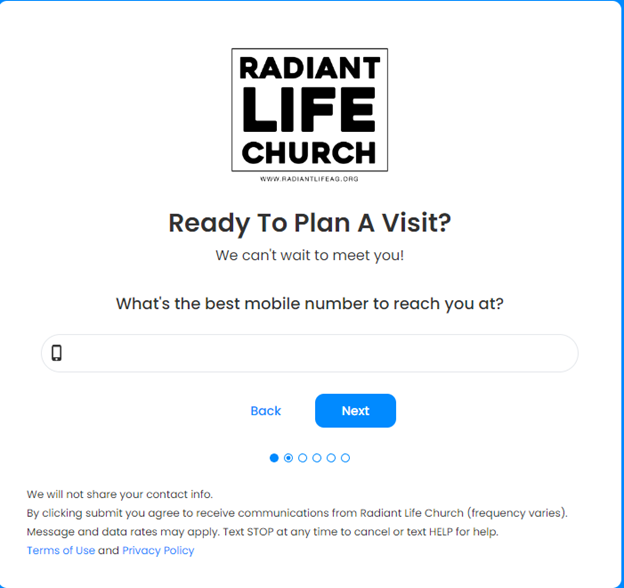 RADIANT
LIFE
CHURCH
WWW.RADIANTLIFEAG.ORG
Ready To Plan A Visit?
We can't wait to meet you!
What's the best mobile number to reach you at?
Back Next
We will not share your contact info.
By clicking submit you agree to receive communications from Radiant Life Church (frequency varies).
Message and data rates may apply. Text STOP at any time to cancel or text HELP for help.
Terms of Use and Privacy Policy